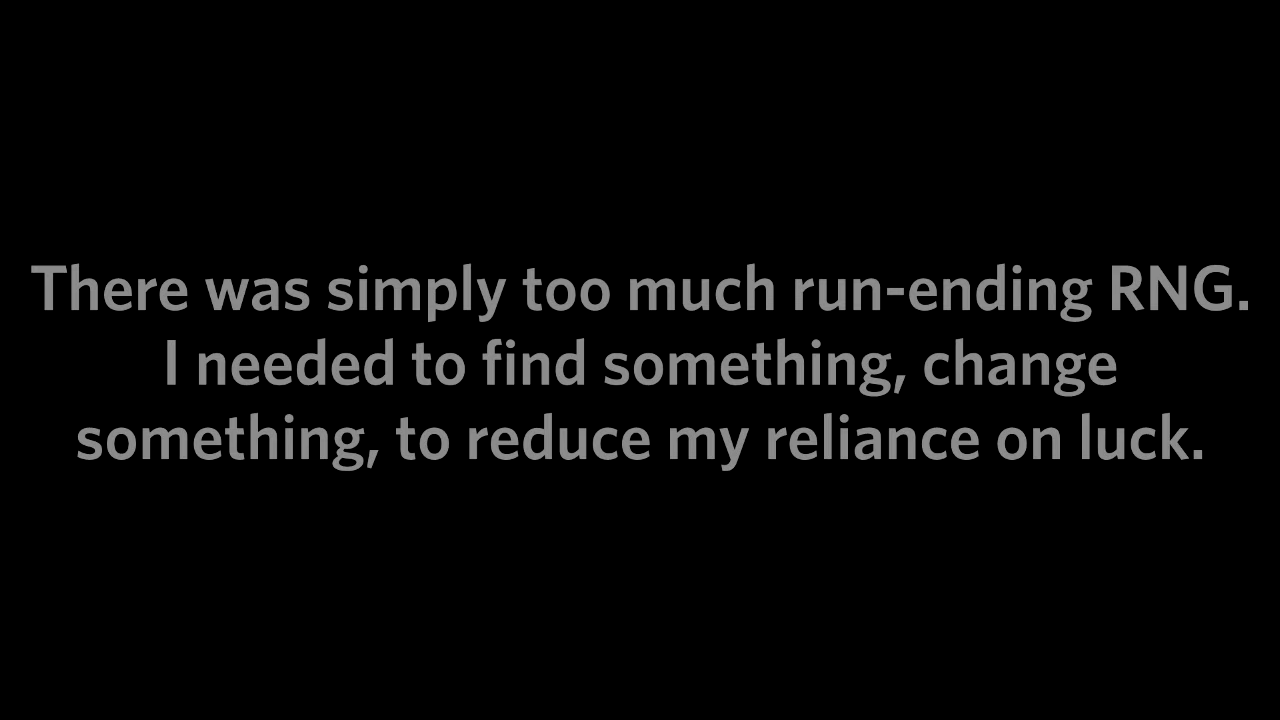 There was simply too much run-ending RNG.
I needed to find something, change
something, to reduce my reliance on luck.